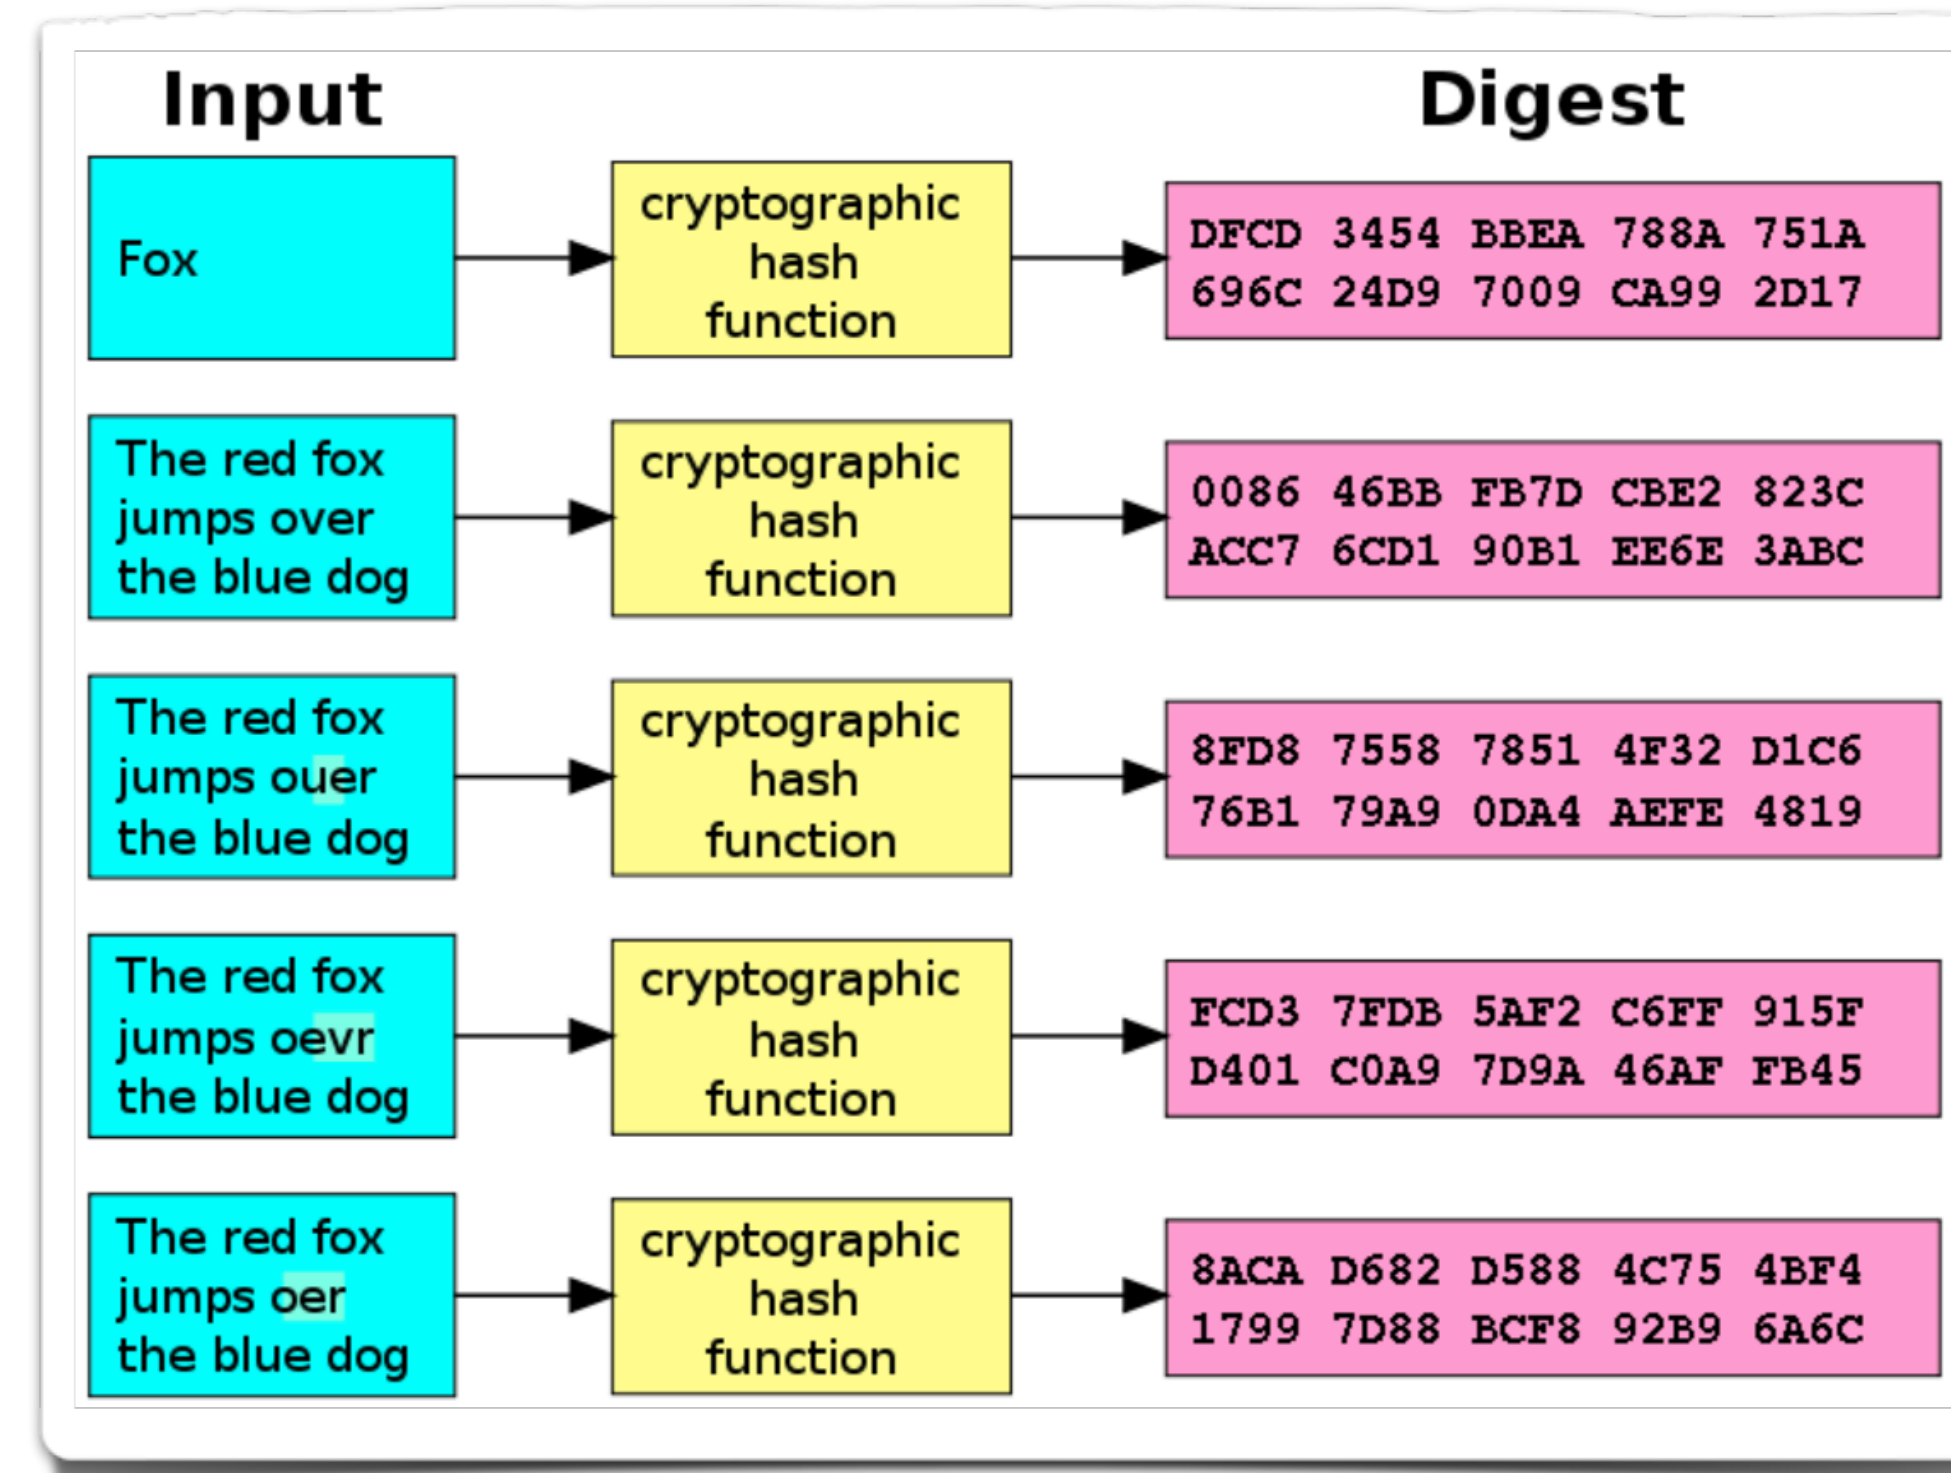 Input
Digest
Fox
cryptographic
hash
function
DFCD 3454 BBEA 788A 751A
696C 24D9 7009 CA99 2D17
The red fox
jumps over
the blue dog
cryptographic
hash
function
0086 46BB FB7D CBE2 823C
ACC7 6CD1 90B1 EE6E 3ABC
The red fox
jumps ouer
the blue dog
cryptographic
hash
function
8FD8 7558 7851 4F32 D1C6
76B1 79A9 0DA4 AEFE 4819
The red fox
jumps oevr
the blue dog
cryptographic
hash
function
FCD3 7FDB 5AF2 C6FF 915F
D401 C0A9 7D9A 46AF FB45
The red fox
jumps oer
the blue dog
cryptographic
hash
function
8ACA D682 D588 4C75 4BF4
1799 7D88 BCF8 92B9 6A6C